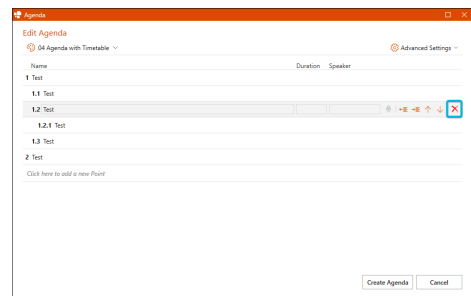 Agenda
Edit Agenda
04 Agenda with Timetable
Advanced Settings
Name Duration Speaker
1 Test
1.1 Test
1.2 Test
1.2.1 Test
1.3 Test
2 Test
Click here to add a new Point
Create Agenda Cancel